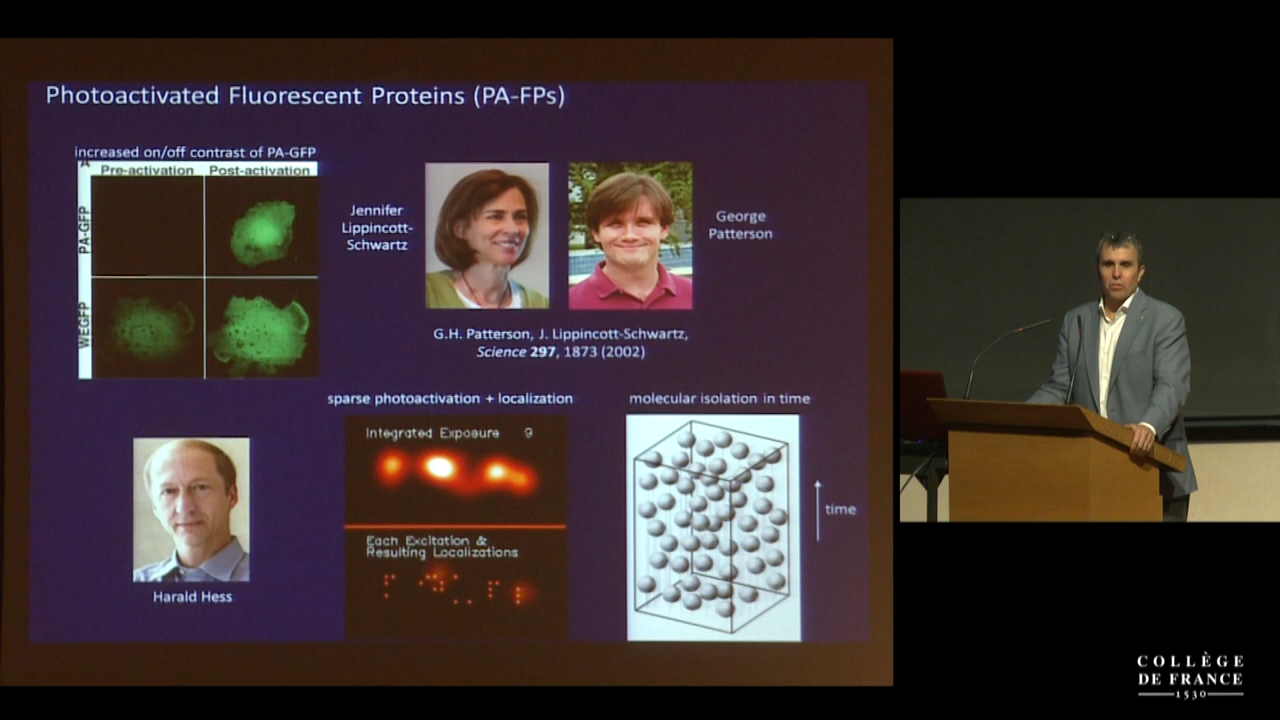 Photoactivated Fluorescent Proteins (PA-FPs)
increased on/off contrast of PA-GFP
A
Pre-activation Post-activation
PA-GFP
WEGFP
Jennifer
Lippincott-
Schwartz
George
Patterson
G.H. Patterson, J. Lippincott-Schwartz,
Science 297, 1873 (2002)
sparse photoactivation + localization
molecular isolation in time
Integrated Exposure 9
Each Excitation &
Resulting Localizations
time
Harald Hess
COLLÈGE
DE FRANCE
1530